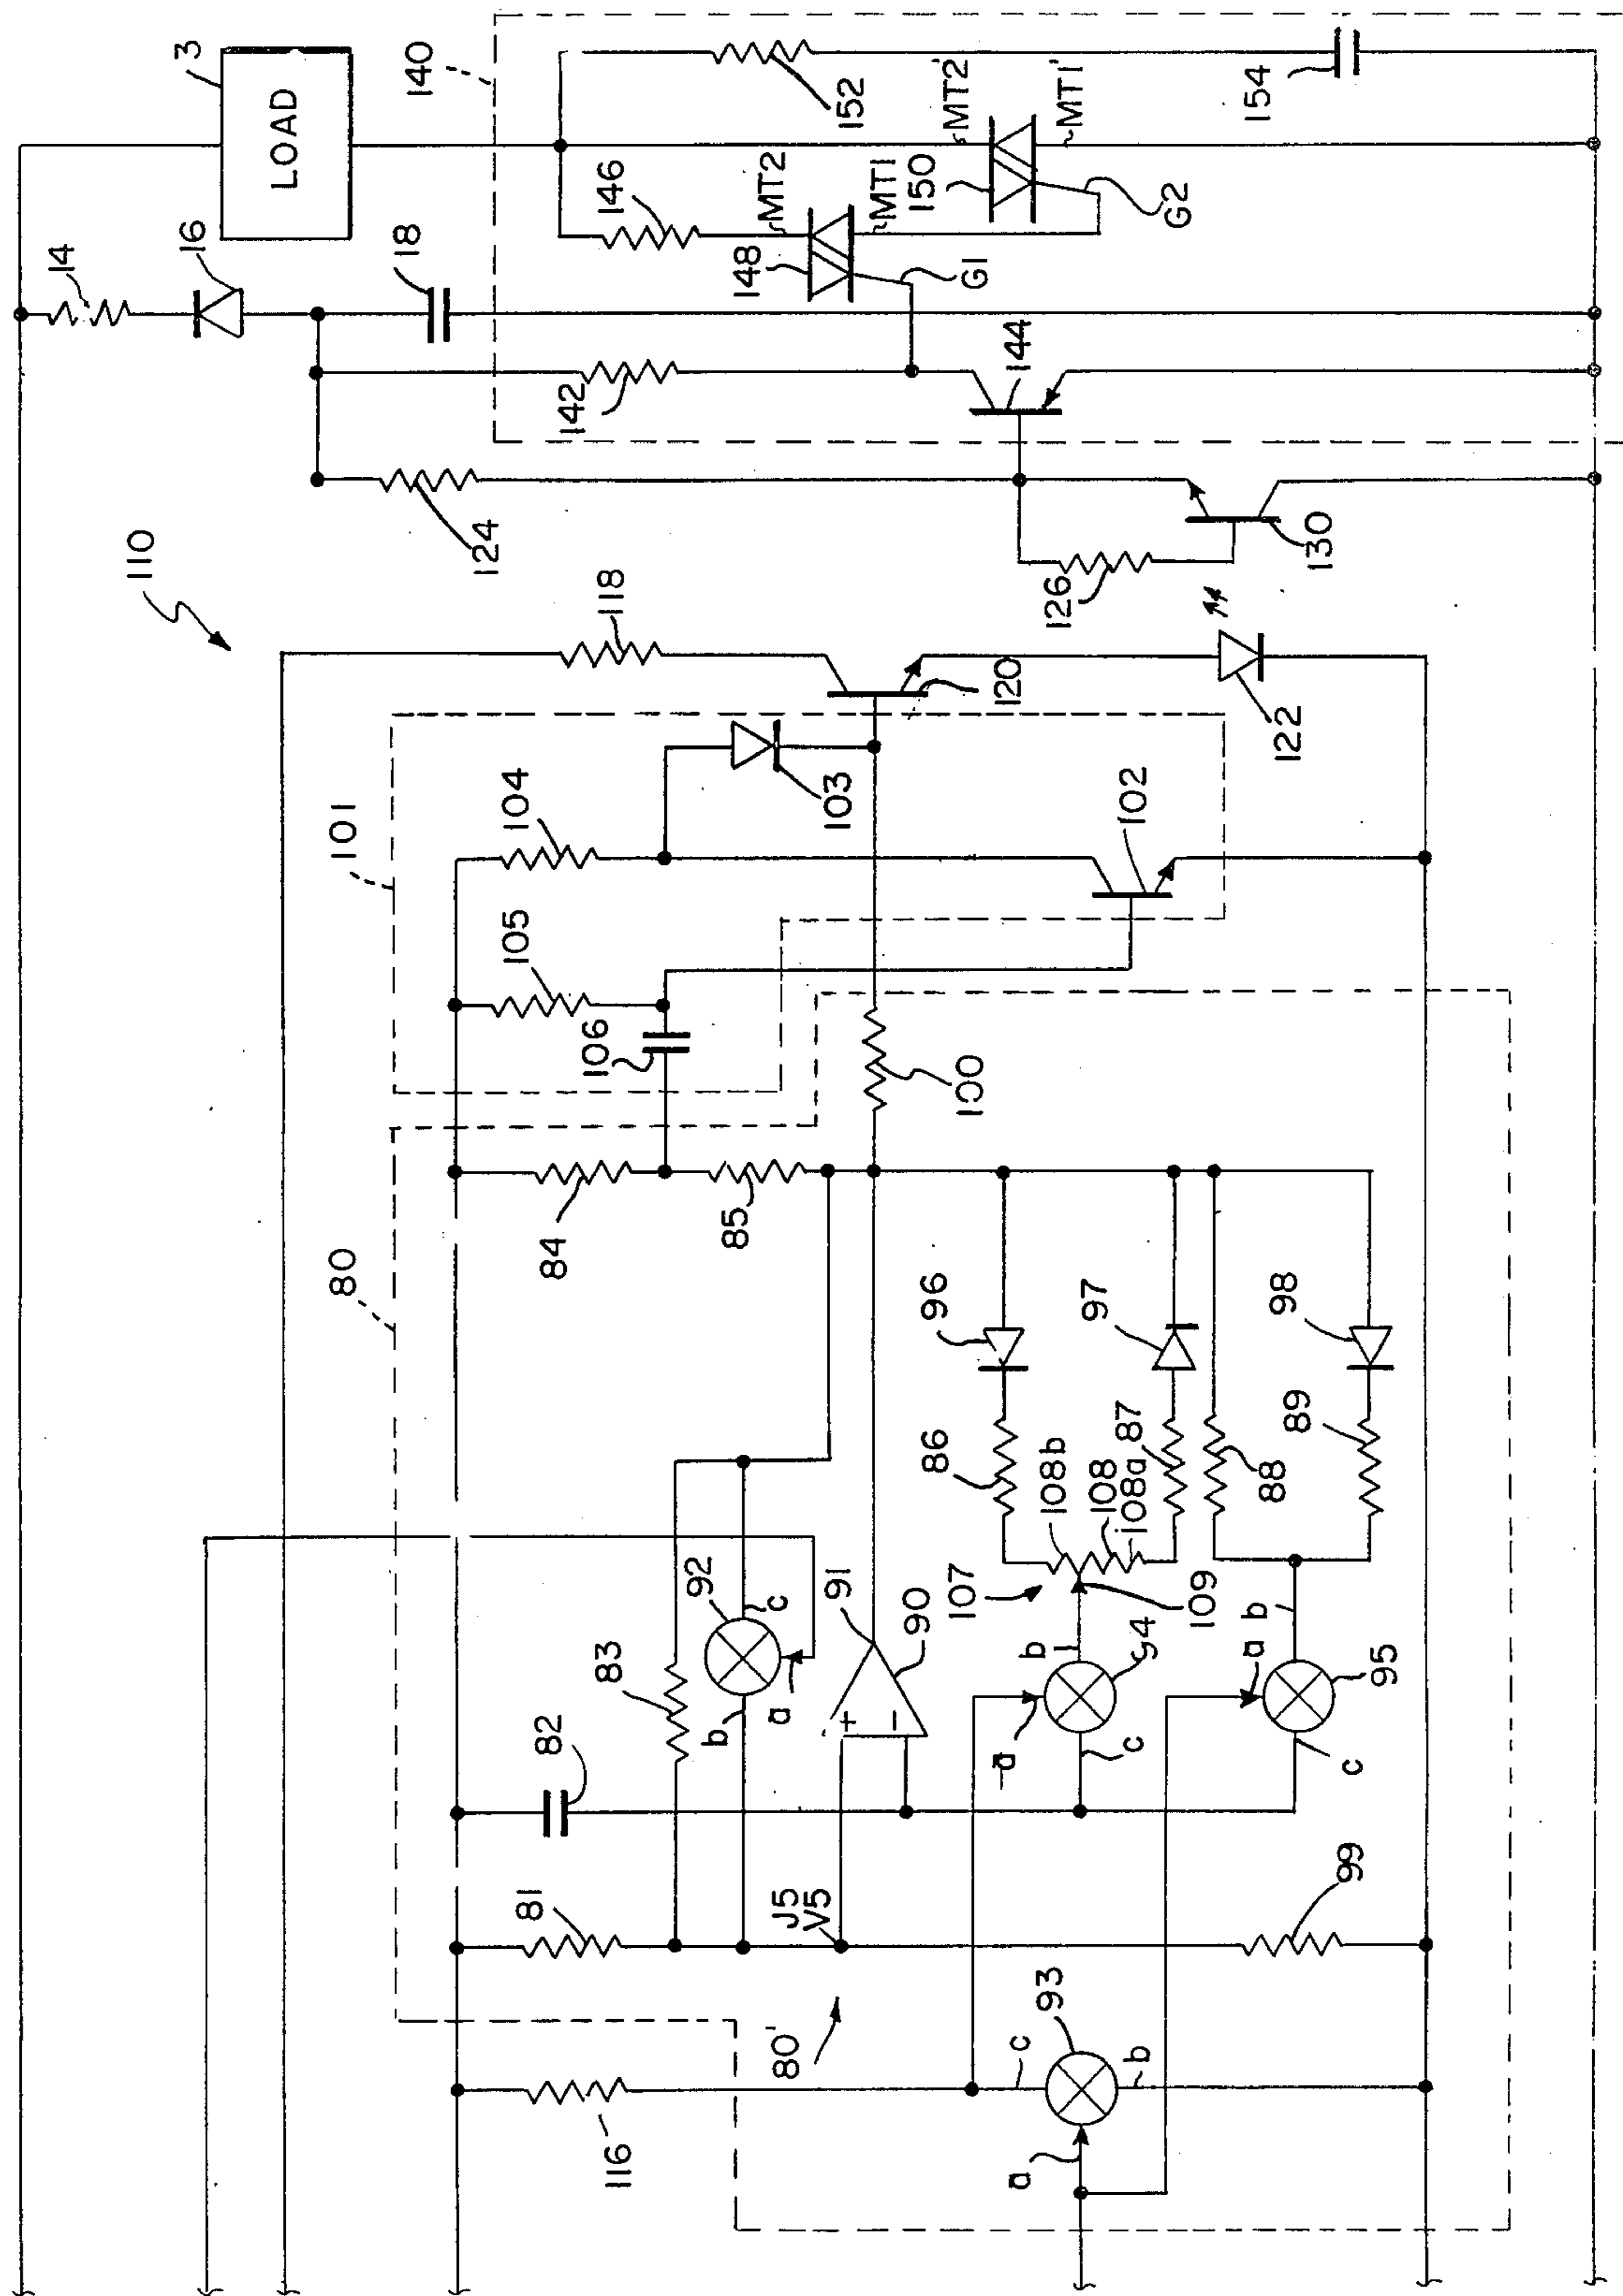 110
14
16
18
3
LOAD
140
124
142
146
148
MT2
MT1
G1
144
150
MT2'
MT1'
G2
152
154
126
130
118
120
122
101
105
104
103
102
106
100
80
84
85
83
92
a
b
c
82
81
J5
V5
91
90
+
−
96
86
97
87
98
89
88
107
108b
108
108a
109
94
a
b
c
95
a
b
c
99
93
a
b
c
80'
116